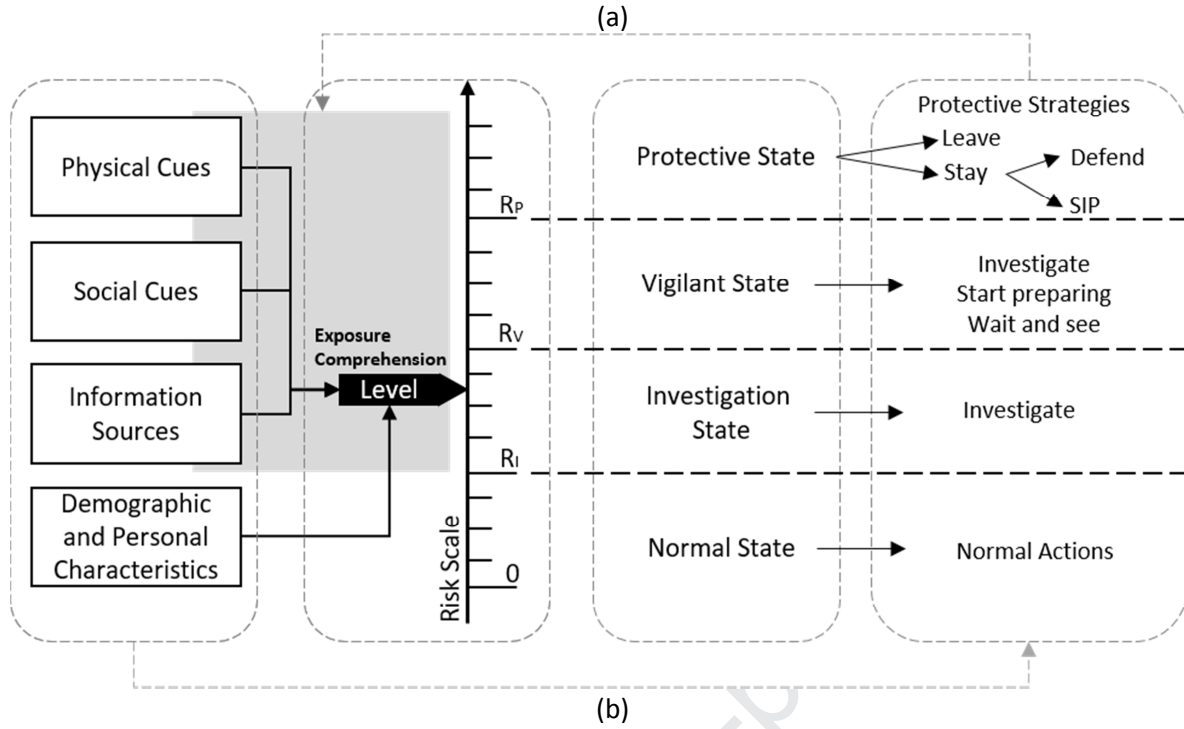 (a)
Physical Cues
Social Cues
Information
Sources
Demographic
and Personal
Characteristics
Exposure
Comprehension
Level
Risk Scale
RP
RV
RI
0
Protective State
Vigilant State
Investigation
State
Normal State
Protective Strategies
Leave
Stay
Defend
SIP
Investigate
Start preparing
Wait and see
Investigate
Normal Actions
(b)